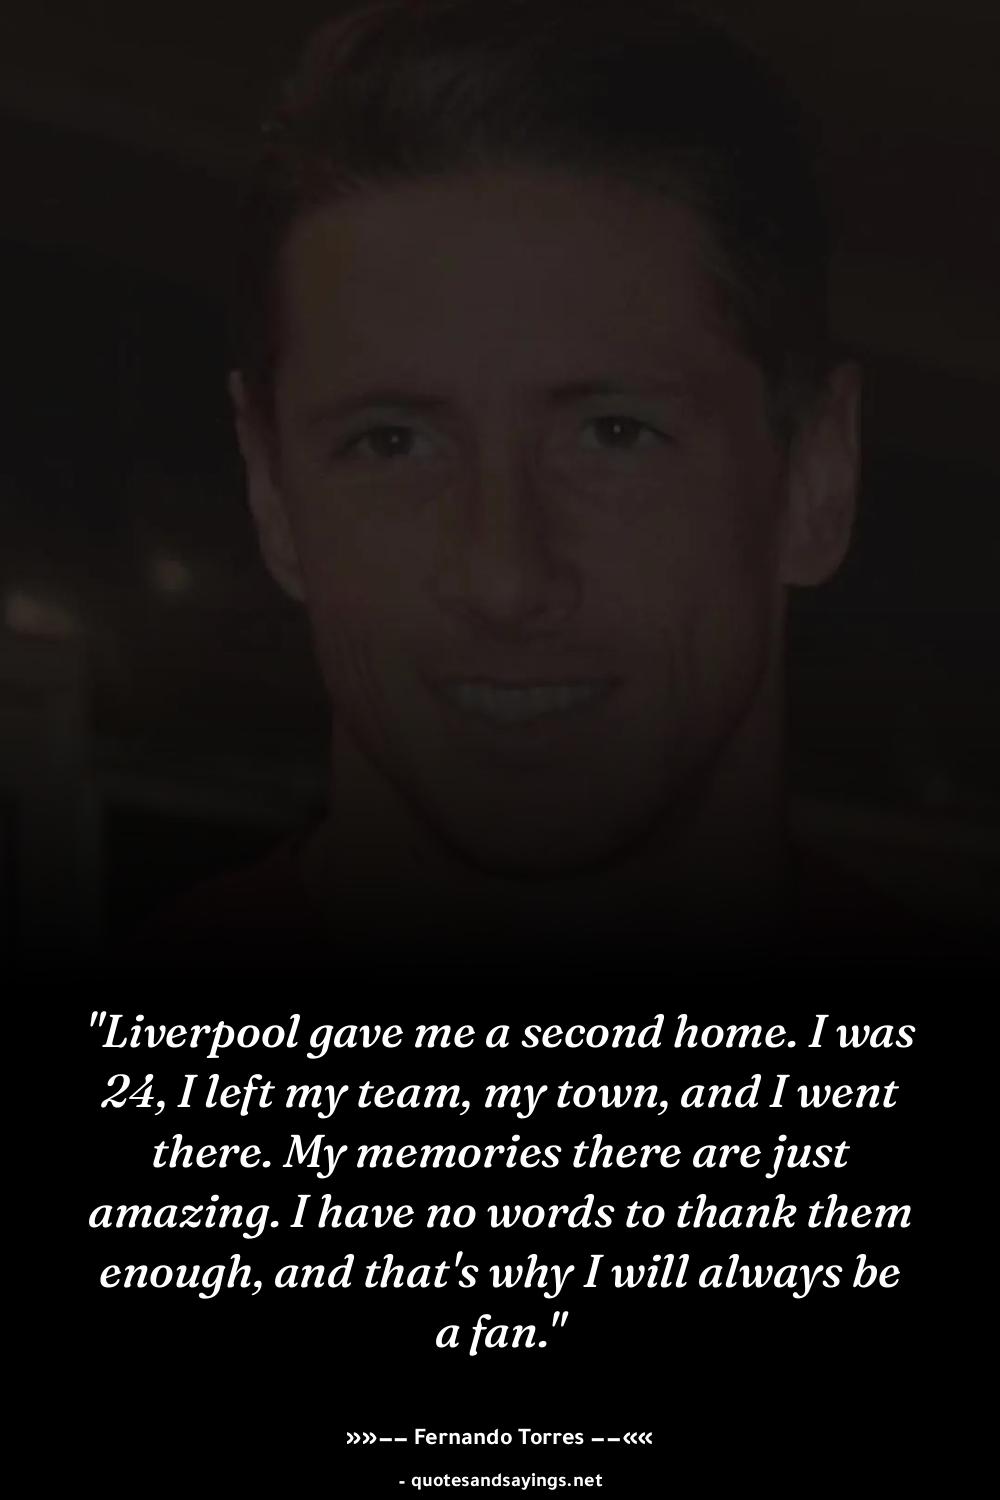 "Liverpool gave me a second home. I was
24, I left my team, my town, and I went
there. My memories there are just
amazing. I have no words to thank them
enough, and that's why I will always be
a fan."
»»−− Fernando Torres −−««
- quotesandsayings.net